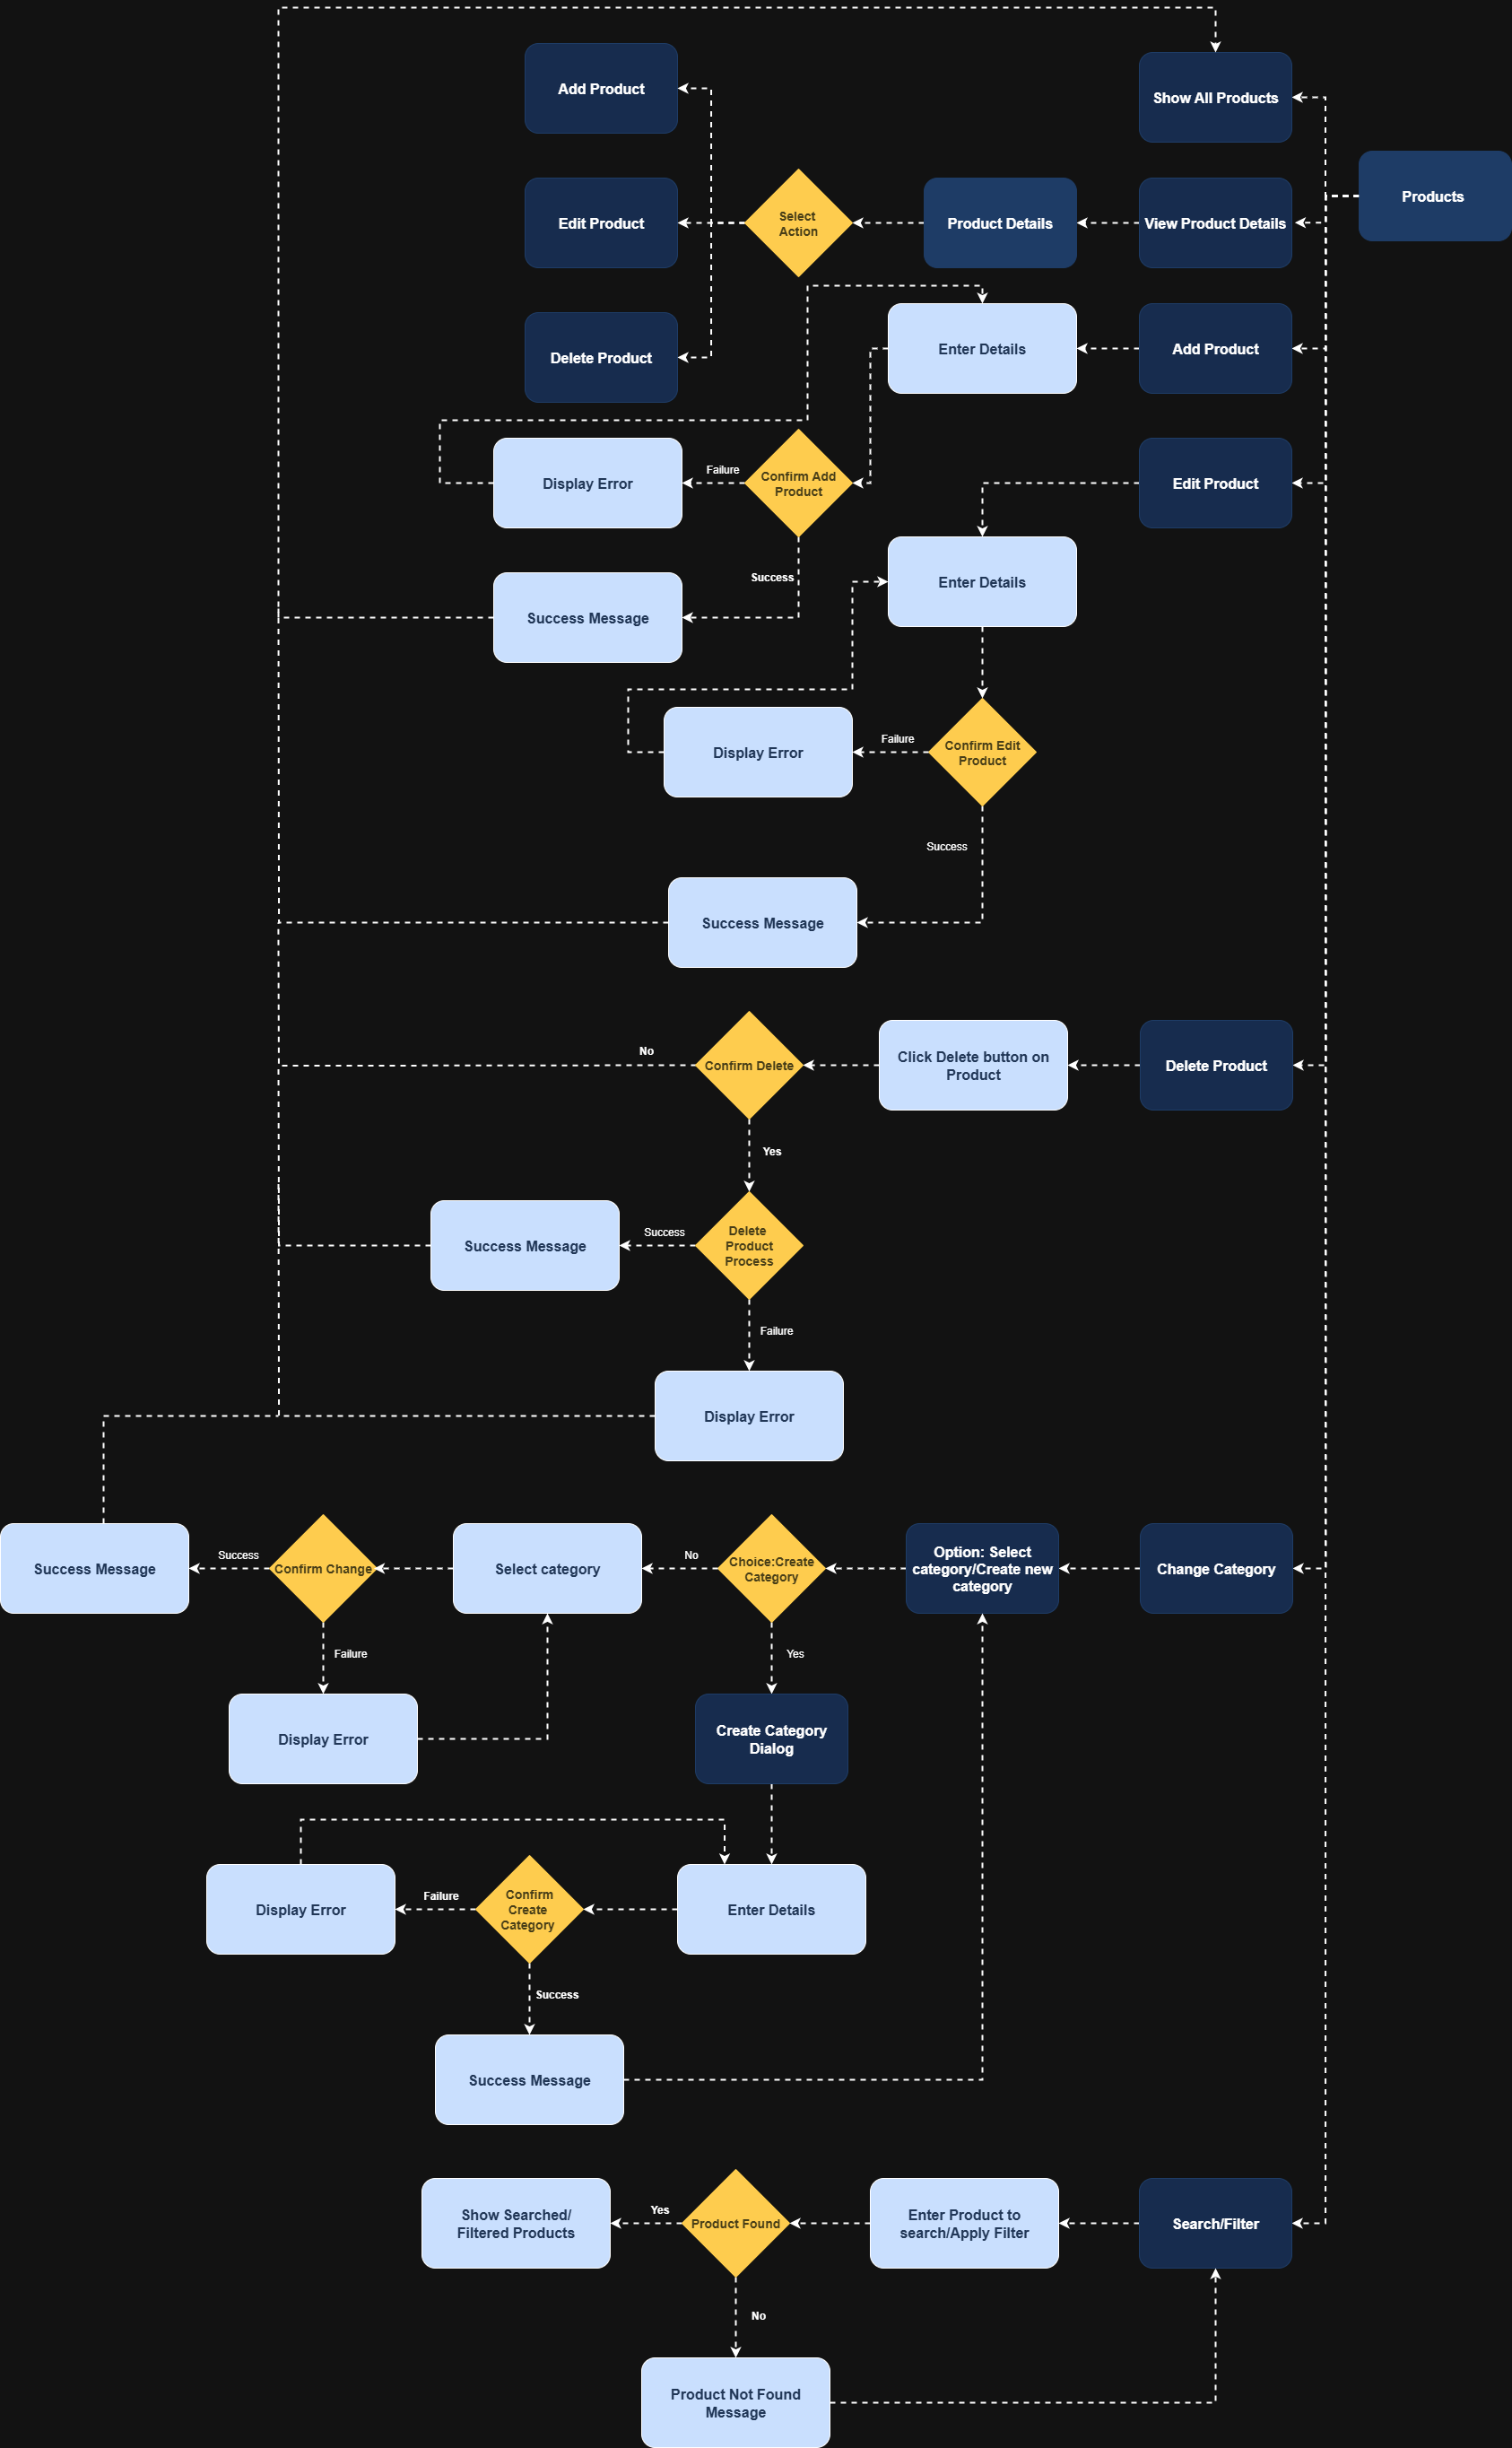 Add Product
Show All Products
Products
Edit Product
Select
Action
Product Details
View Product Details
Delete Product
Enter Details
Add Product
Display Error
Failure
Confirm Add
Product
Edit Product
Success
Success Message
Enter Details
Display Error
Failure
Confirm Edit
Product
Success
Success Message
No
Confirm Delete
Click Delete button on
Product
Delete Product
Yes
Success Message
Success
Delete
Product
Process
Failure
Display Error
Success Message
Success
Confirm Change
Select category
No
Choice:Create
Category
Option: Select
category/Create new
category
Change Category
Failure
Yes
Display Error
Create Category
Dialog
Display Error
Failure
Confirm
Create
Category
Enter Details
Success
Success Message
Show Searched/
Filtered Products
Yes
Product Found
Enter Product to
search/Apply Filter
Search/Filter
No
Product Not Found
Message